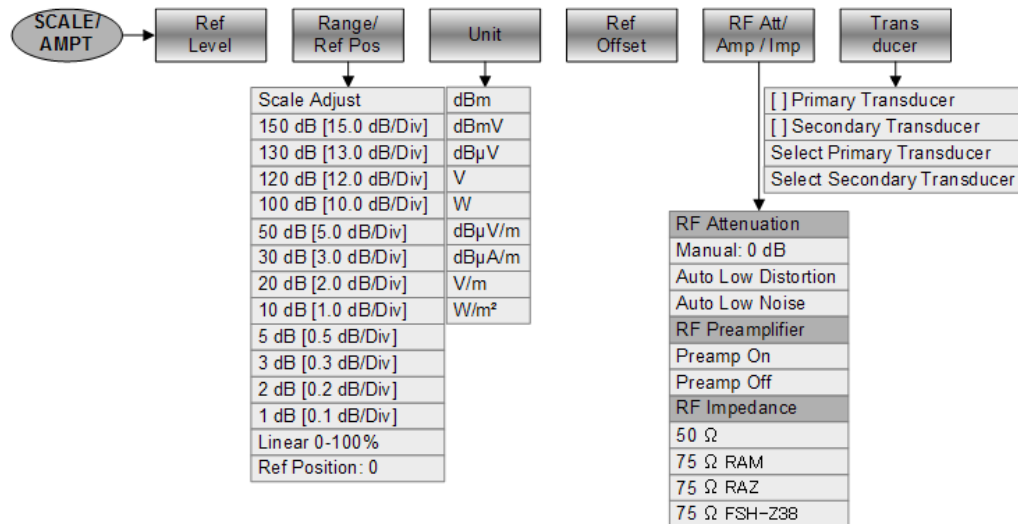 SCALE/
AMPT
Ref
Level
Range/
Ref Pos
Unit
Ref
Offset
RF Att/
Amp / Imp
Trans
ducer
Scale Adjust
150 dB [15.0 dB/Div]
130 dB [13.0 dB/Div]
120 dB [12.0 dB/Div]
100 dB [10.0 dB/Div]
50 dB [5.0 dB/Div]
30 dB [3.0 dB/Div]
20 dB [2.0 dB/Div]
10 dB [1.0 dB/Div]
5 dB [0.5 dB/Div]
3 dB [0.3 dB/Div]
2 dB [0.2 dB/Div]
1 dB [0.1 dB/Div]
Linear 0-100%
Ref Position: 0
dBm
dBmV
dBµV
V
W
dBµV/m
dBµA/m
V/m
W/m²
RF Attenuation
Manual: 0 dB
Auto Low Distortion
Auto Low Noise
RF Preamplifier
Preamp On
Preamp Off
RF Impedance
50 Ω
75 Ω RAM
75 Ω RAZ
75 Ω FSH-Z38
[ ] Primary Transducer
[ ] Secondary Transducer
Select Primary Transducer
Select Secondary Transducer